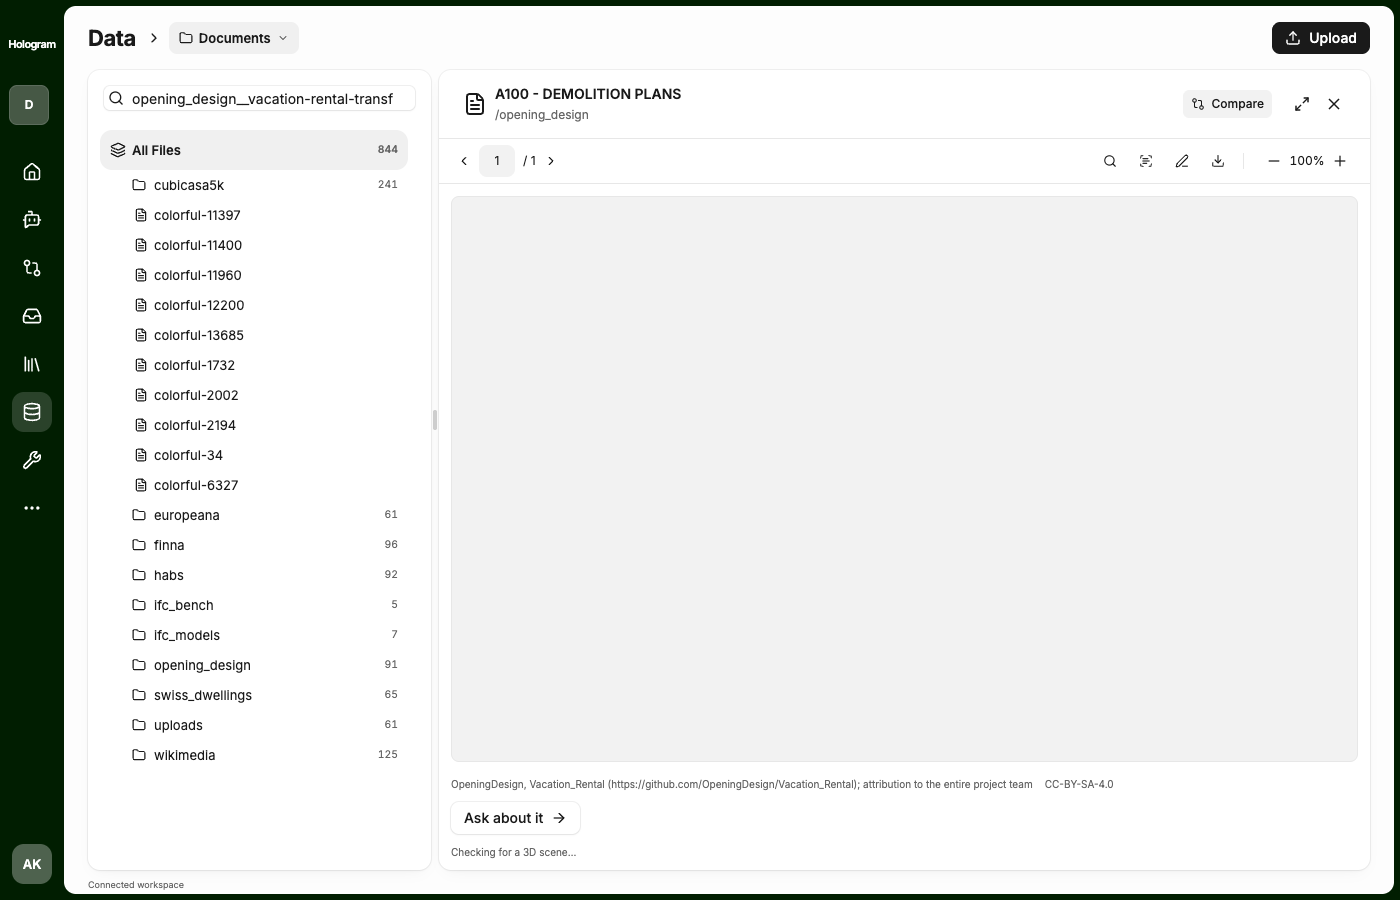 Hologram
D
AK
Data
Documents
Upload
opening_design__vacation-rental-transf
All Files 844
cubicasa5k 241
colorful-11397
colorful-11400
colorful-11960
colorful-12200
colorful-13685
colorful-1732
colorful-2002
colorful-2194
colorful-34
colorful-6327
europeana 61
finna 96
habs 92
ifc_bench 5
ifc_models 7
opening_design 91
swiss_dwellings 65
uploads 61
wikimedia 125
A100 - DEMOLITION PLANS
/opening_design
Compare
1 / 1
100%
OpeningDesign, Vacation_Rental (https://github.com/OpeningDesign/Vacation_Rental); attribution to the entire project team CC-BY-SA-4.0
Ask about it
Checking for a 3D scene...
Connected workspace